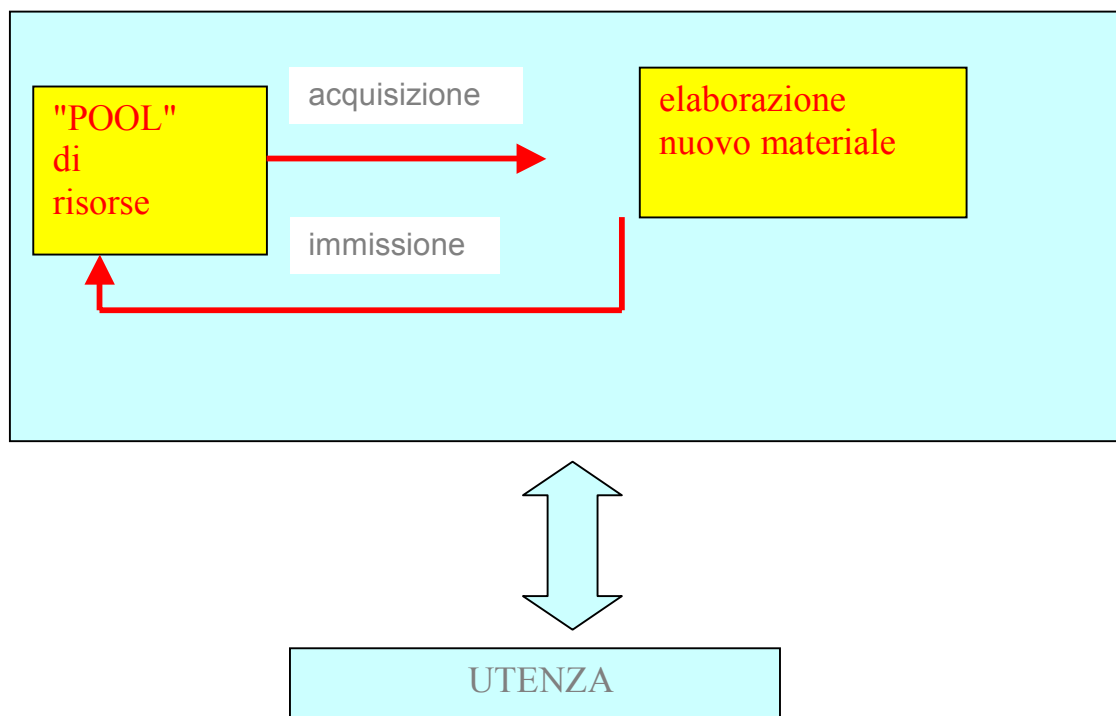 "POOL"
di
risorse
acquisizione
immissione
elaborazione
nuovo materiale
UTENZA